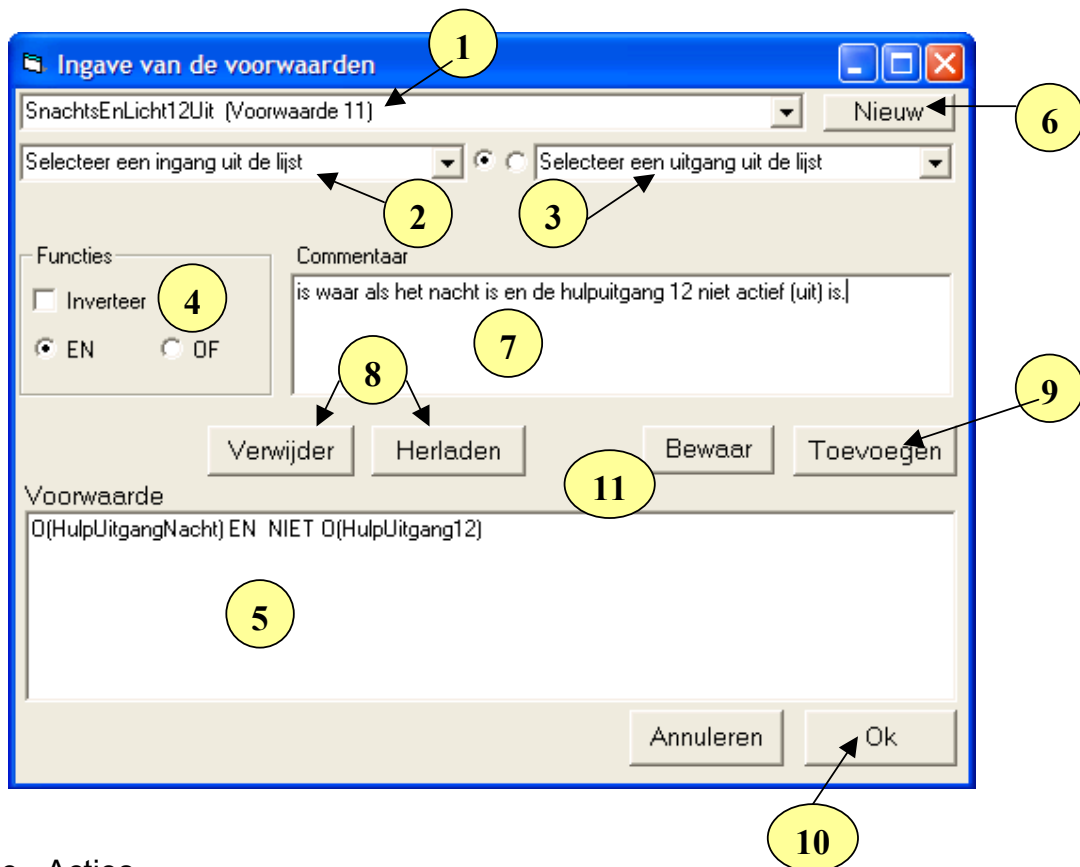 1
Ingave van de voorwaarden
SnachtsEnLicht12Uit (Voorwaarde 11)
Nieuw
6
Selecteer een ingang uit de lijst
Selecteer een uitgang uit de lijst
2
3
Functies
Commentaar
Inverteer
4
is waar als het nacht is en de hulpuitgang 12 niet actief (uit) is.
7
EN
OF
8
9
Verwijder
Herladen
Bewaar
Toevoegen
11
Voorwaarde
O(HulpUitgangNacht) EN NIET O(HulpUitgang12)
5
Annuleren
Ok
10